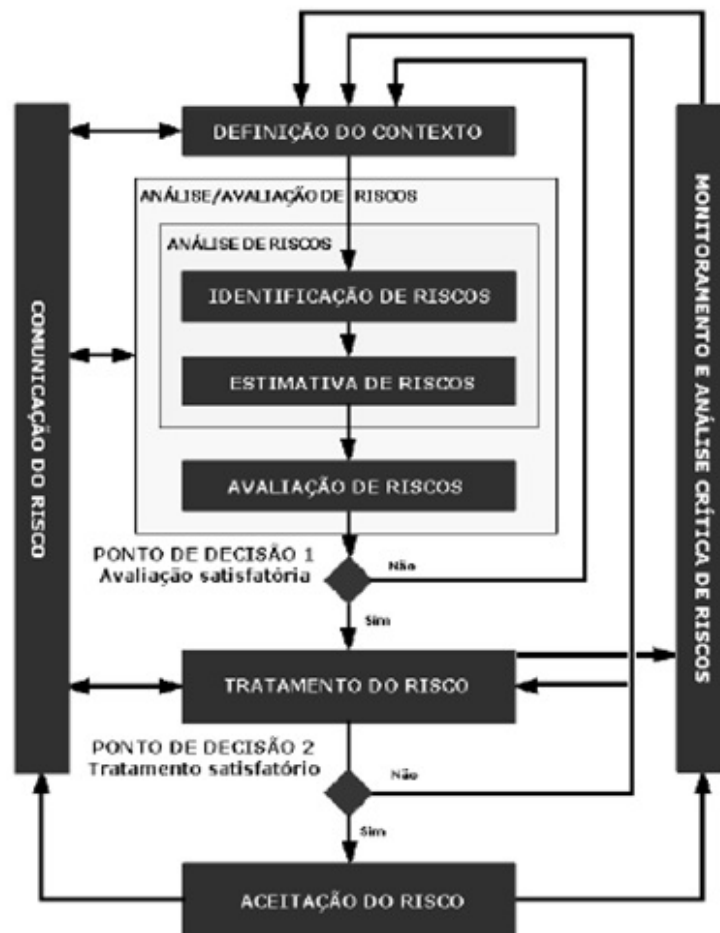 DEFINIÇÃO DO CONTEXTO
ANÁLISE/AVALIAÇÃO DE RISCOS
ANÁLISE DE RISCOS
IDENTIFICAÇÃO DE RISCOS
ESTIMATIVA DE RISCOS
AVALIAÇÃO DE RISCOS
PONTO DE DECISÃO 1
Avaliação satisfatória
Não
Sim
TRATAMENTO DO RISCO
PONTO DE DECISÃO 2
Tratamento satisfatório
Não
Sim
ACEITAÇÃO DO RISCO
COMUNICAÇÃO DO RISCO
MONITORAMENTO E ANÁLISE CRÍTICA DE RISCOS